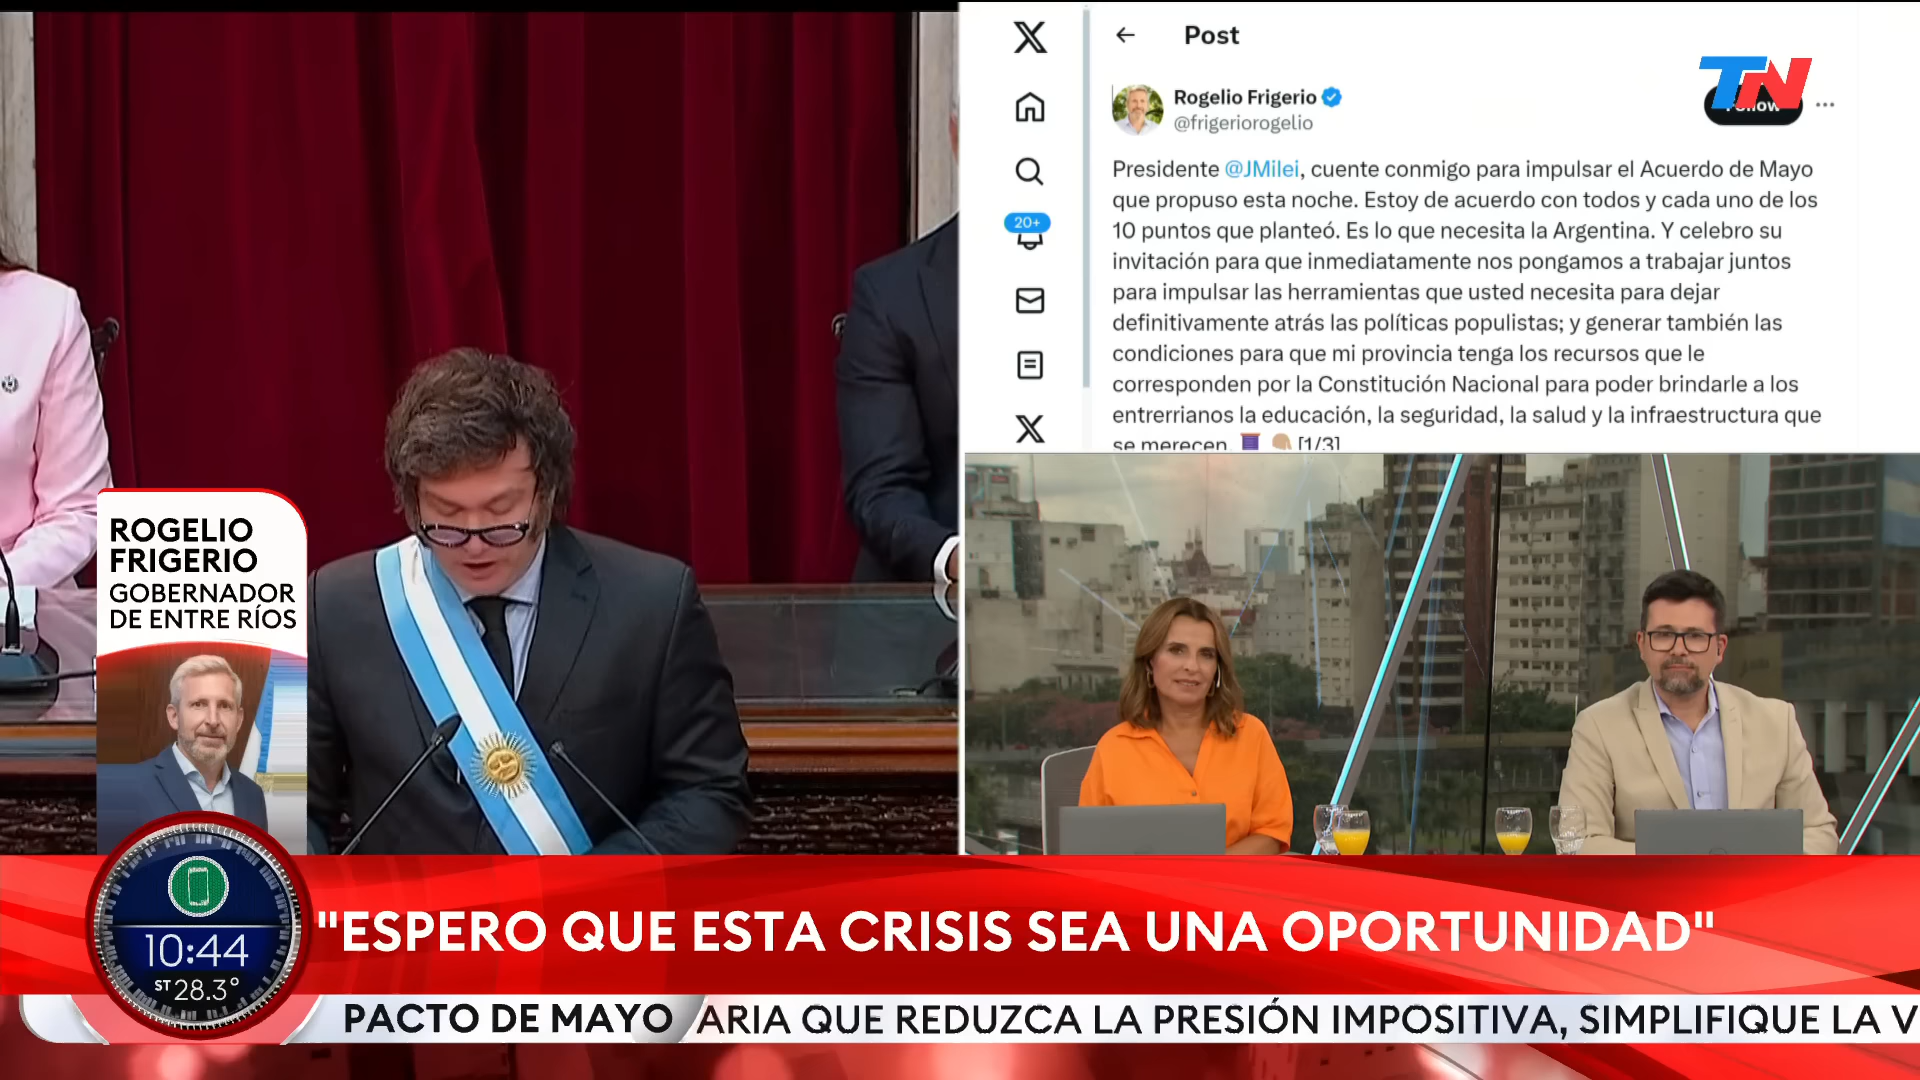 Post
Rogelio Frigerio
@frigeriorogelio
TN
Presidente @JMilei, cuente conmigo para impulsar el Acuerdo de Mayo
que propuso esta noche. Estoy de acuerdo con todos y cada uno de los
10 puntos que planteó. Es lo que necesita la Argentina. Y celebro su
invitación para que inmediatamente nos pongamos a trabajar juntos
para impulsar las herramientas que usted necesita para dejar
definitivamente atrás las políticas populistas; y generar también las
condiciones para que mi provincia tenga los recursos que le
corresponden por la Constitución Nacional para poder brindarle a los
entrerrianos la educación, la seguridad, la salud y la infraestructura que
se merecen. [1/3]
20+
ROGELIO
FRIGERIO
GOBERNADOR
DE ENTRE RÍOS
10:44
ST 28.3°
"ESPERO QUE ESTA CRISIS SEA UNA OPORTUNIDAD"
PACTO DE MAYO
ARIA QUE REDUZCA LA PRESIÓN IMPOSITIVA, SIMPLIFIQUE LA V